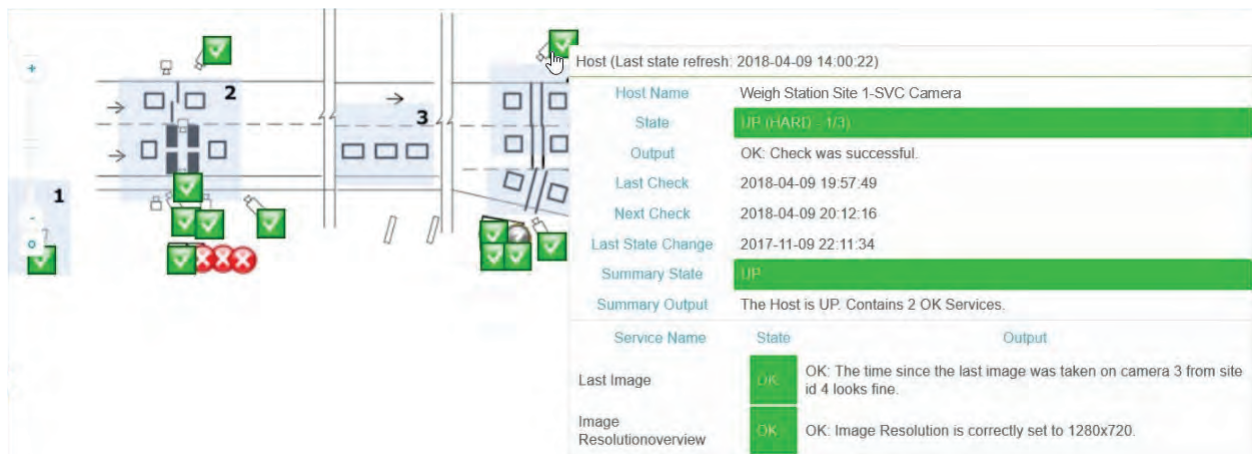 +
-
o
1
2
3
Host (Last state refresh: 2018-04-09 14:00:22)
Host Name Weigh Station Site 1-SVC Camera
State UP (HARD - 1/3)
Output OK: Check was successful.
Last Check 2018-04-09 19:57:49
Next Check 2018-04-09 20:12:16
Last State Change 2017-11-09 22:11:34
Summary State UP
Summary Output The Host is UP. Contains 2 OK Services.
Service Name State Output
Last Image OK OK: The time since the last image was taken on camera 3 from site
id 4 looks fine.
Image
Resolutionoverview OK OK: Image Resolution is correctly set to 1280x720.